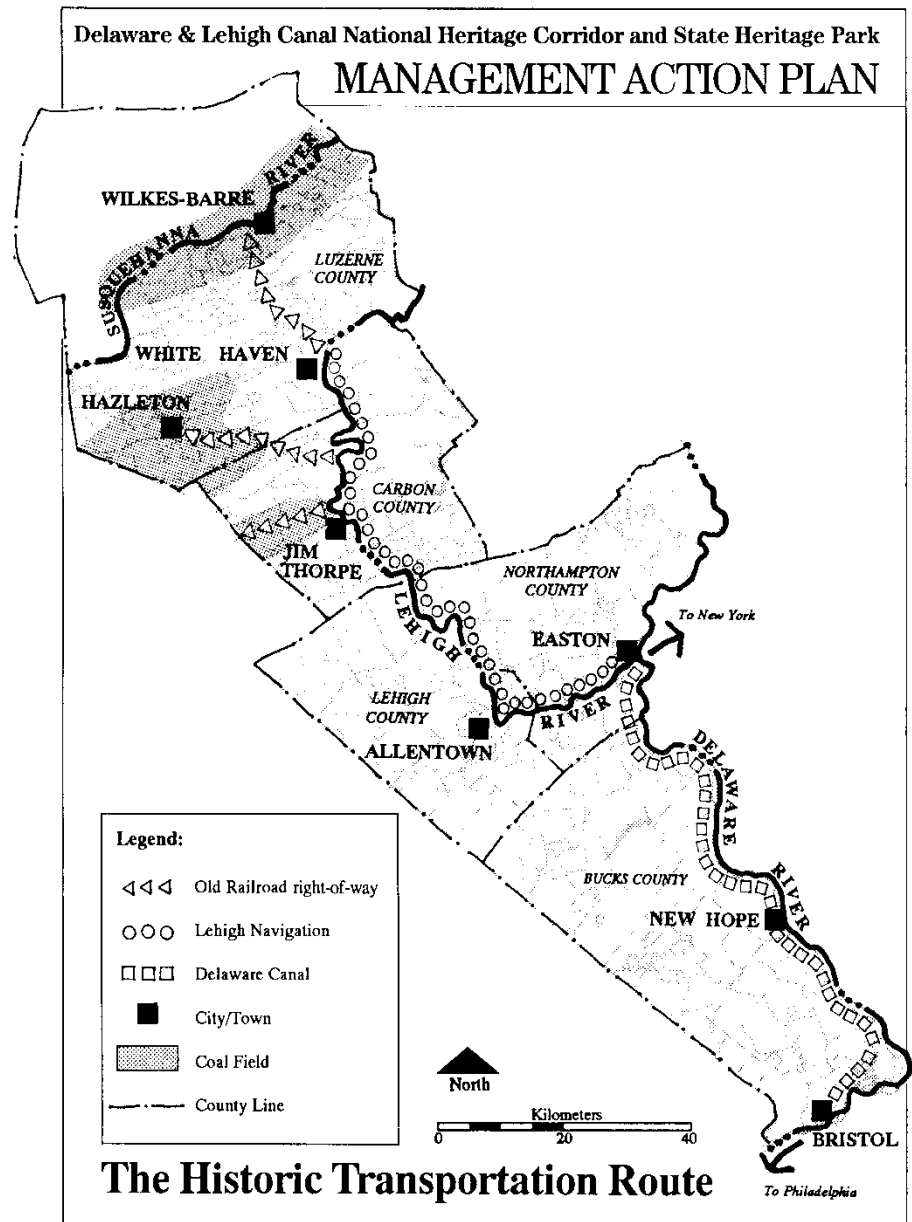 Delaware & Lehigh Canal National Heritage Corridor and State Heritage Park
MANAGEMENT ACTION PLAN
WILKES-BARRE
SUSQUEHANNA RIVER
LUZERNE
COUNTY
WHITE HAVEN
HAZLETON
CARBON
COUNTY
JIM
THORPE
NORTHAMPTON
COUNTY
LEHIGH RIVER
To New York
EASTON
LEHIGH
COUNTY
ALLENTOWN
DELAWARE RIVER
BUCKS COUNTY
NEW HOPE
Legend:
Old Railroad right-of-way
Lehigh Navigation
Delaware Canal
City/Town
Coal Field
County Line
North
Kilometers
0 20 40
BRISTOL
To Philadelphia
The Historic Transportation Route